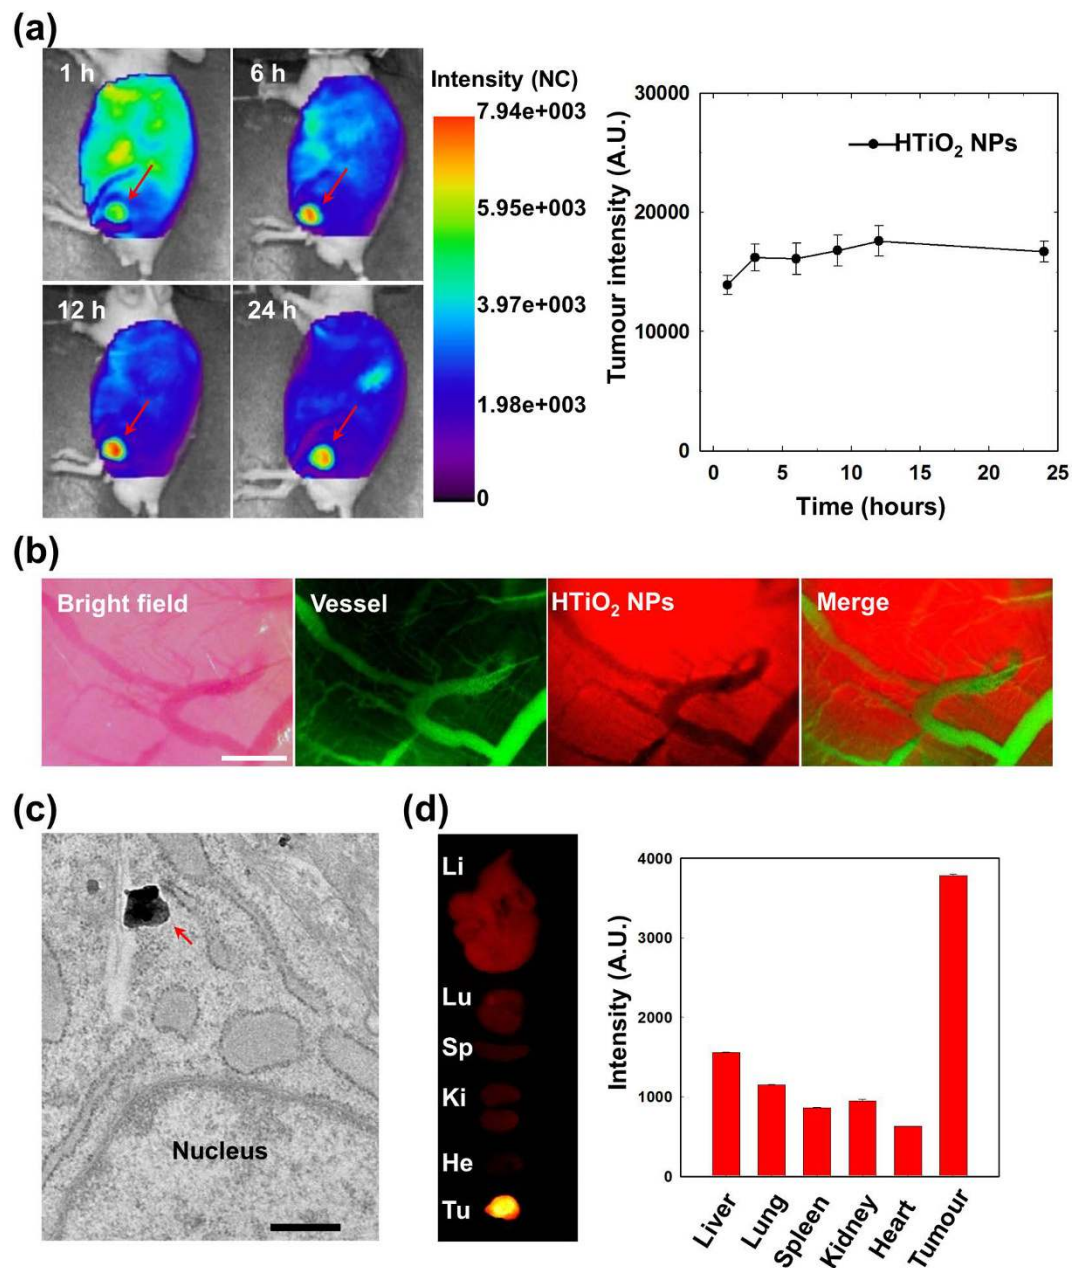 (a)
1 h
6 h
12 h
24 h
Intensity (NC)
7.94e+003
5.95e+003
3.97e+003
1.98e+003
0
Tumour intensity (A.U.)
30000
20000
10000
0
HTiO₂ NPs
0 5 10 15 20 25
Time (hours)
(b)
Bright field
Vessel
HTiO₂ NPs
Merge
(c)
Nucleus
(d)
Li
Lu
Sp
Ki
He
Tu
Intensity (A.U.)
4000
3000
2000
1000
0
Liver
Lung
Spleen
Kidney
Heart
Tumour